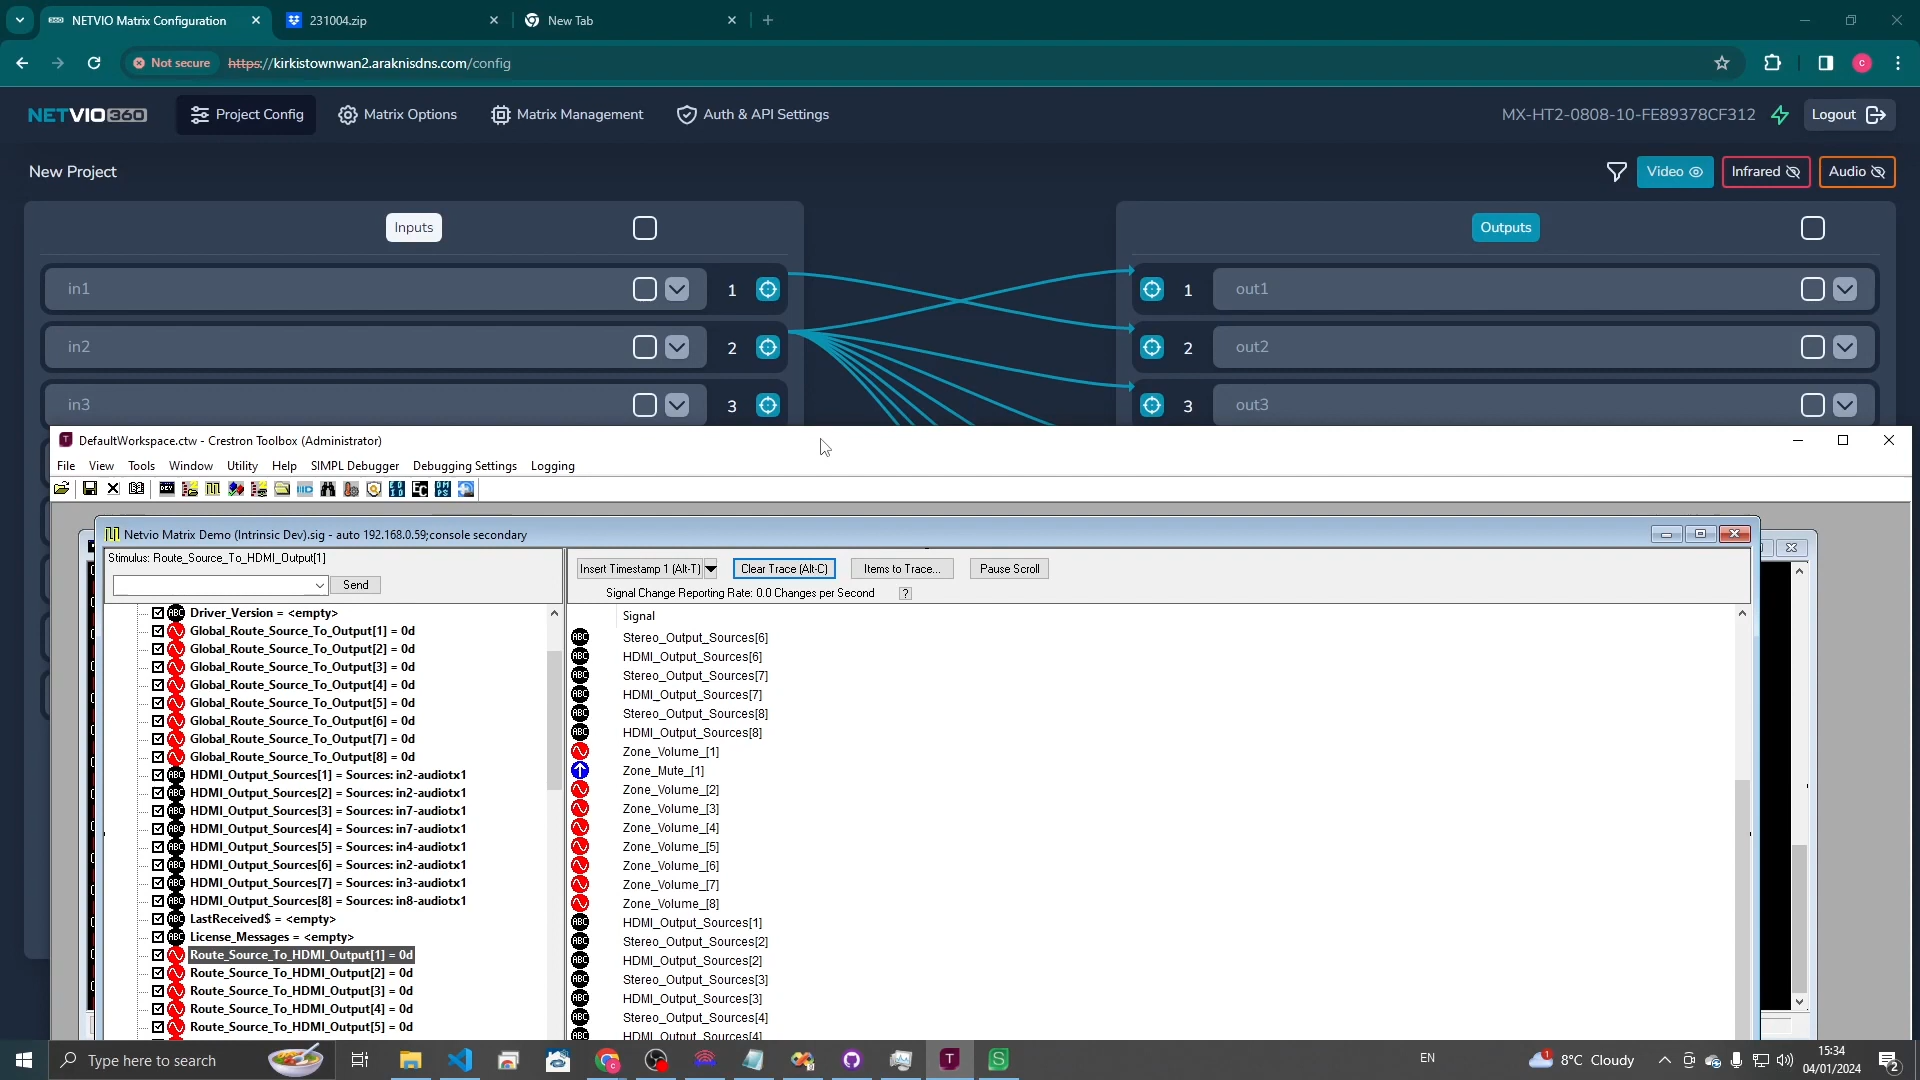 NETVIO Matrix Configuration
231004.zip
New Tab
Not secure
https://kirkistownwan2.araknisdns.com/config
C
NETVIO360
Project Config
Matrix Options
Matrix Management
Auth & API Settings
MX-HT2-0808-10-FE89378CF312
Logout
New Project
Video
Infrared
Audio
Inputs
Outputs
in1
1
1
out1
in2
2
2
out2
in3
3
3
out3
DefaultWorkspace.ctw - Crestron Toolbox (Administrator)
File View Tools Window Utility Help SIMPL Debugger Debugging Settings Logging
Netvio Matrix Demo (Intrinsic Dev).sig - auto 192.168.0.59;console secondary
Stimulus: Route_Source_To_HDMI_Output[1]
Send
Insert Timestamp 1 (Alt-T)
Clear Trace (Alt-C)
Items to Trace...
Pause Scroll
Signal Change Reporting Rate: 0.0 Changes per Second
?
Driver_Version = <empty>
Global_Route_Source_To_Output[1] = 0d
Global_Route_Source_To_Output[2] = 0d
Global_Route_Source_To_Output[3] = 0d
Global_Route_Source_To_Output[4] = 0d
Global_Route_Source_To_Output[5] = 0d
Global_Route_Source_To_Output[6] = 0d
Global_Route_Source_To_Output[7] = 0d
Global_Route_Source_To_Output[8] = 0d
HDMI_Output_Sources[1] = Sources: in2-audiotx1
HDMI_Output_Sources[2] = Sources: in2-audiotx1
HDMI_Output_Sources[3] = Sources: in7-audiotx1
HDMI_Output_Sources[4] = Sources: in7-audiotx1
HDMI_Output_Sources[5] = Sources: in4-audiotx1
HDMI_Output_Sources[6] = Sources: in2-audiotx1
HDMI_Output_Sources[7] = Sources: in3-audiotx1
HDMI_Output_Sources[8] = Sources: in8-audiotx1
LastReceived$ = <empty>
License_Messages = <empty>
Route_Source_To_HDMI_Output[1] = 0d
Route_Source_To_HDMI_Output[2] = 0d
Route_Source_To_HDMI_Output[3] = 0d
Route_Source_To_HDMI_Output[4] = 0d
Route_Source_To_HDMI_Output[5] = 0d
Signal
Stereo_Output_Sources[6]
HDMI_Output_Sources[6]
Stereo_Output_Sources[7]
HDMI_Output_Sources[7]
Stereo_Output_Sources[8]
HDMI_Output_Sources[8]
Zone_Volume_[1]
Zone_Mute_[1]
Zone_Volume_[2]
Zone_Volume_[3]
Zone_Volume_[4]
Zone_Volume_[5]
Zone_Volume_[6]
Zone_Volume_[7]
Zone_Volume_[8]
HDMI_Output_Sources[1]
Stereo_Output_Sources[2]
HDMI_Output_Sources[2]
Stereo_Output_Sources[3]
HDMI_Output_Sources[3]
Stereo_Output_Sources[4]
HDMI_Output_Sources[4]
Type here to search
EN
8°C Cloudy
15:34
04/01/2024
2